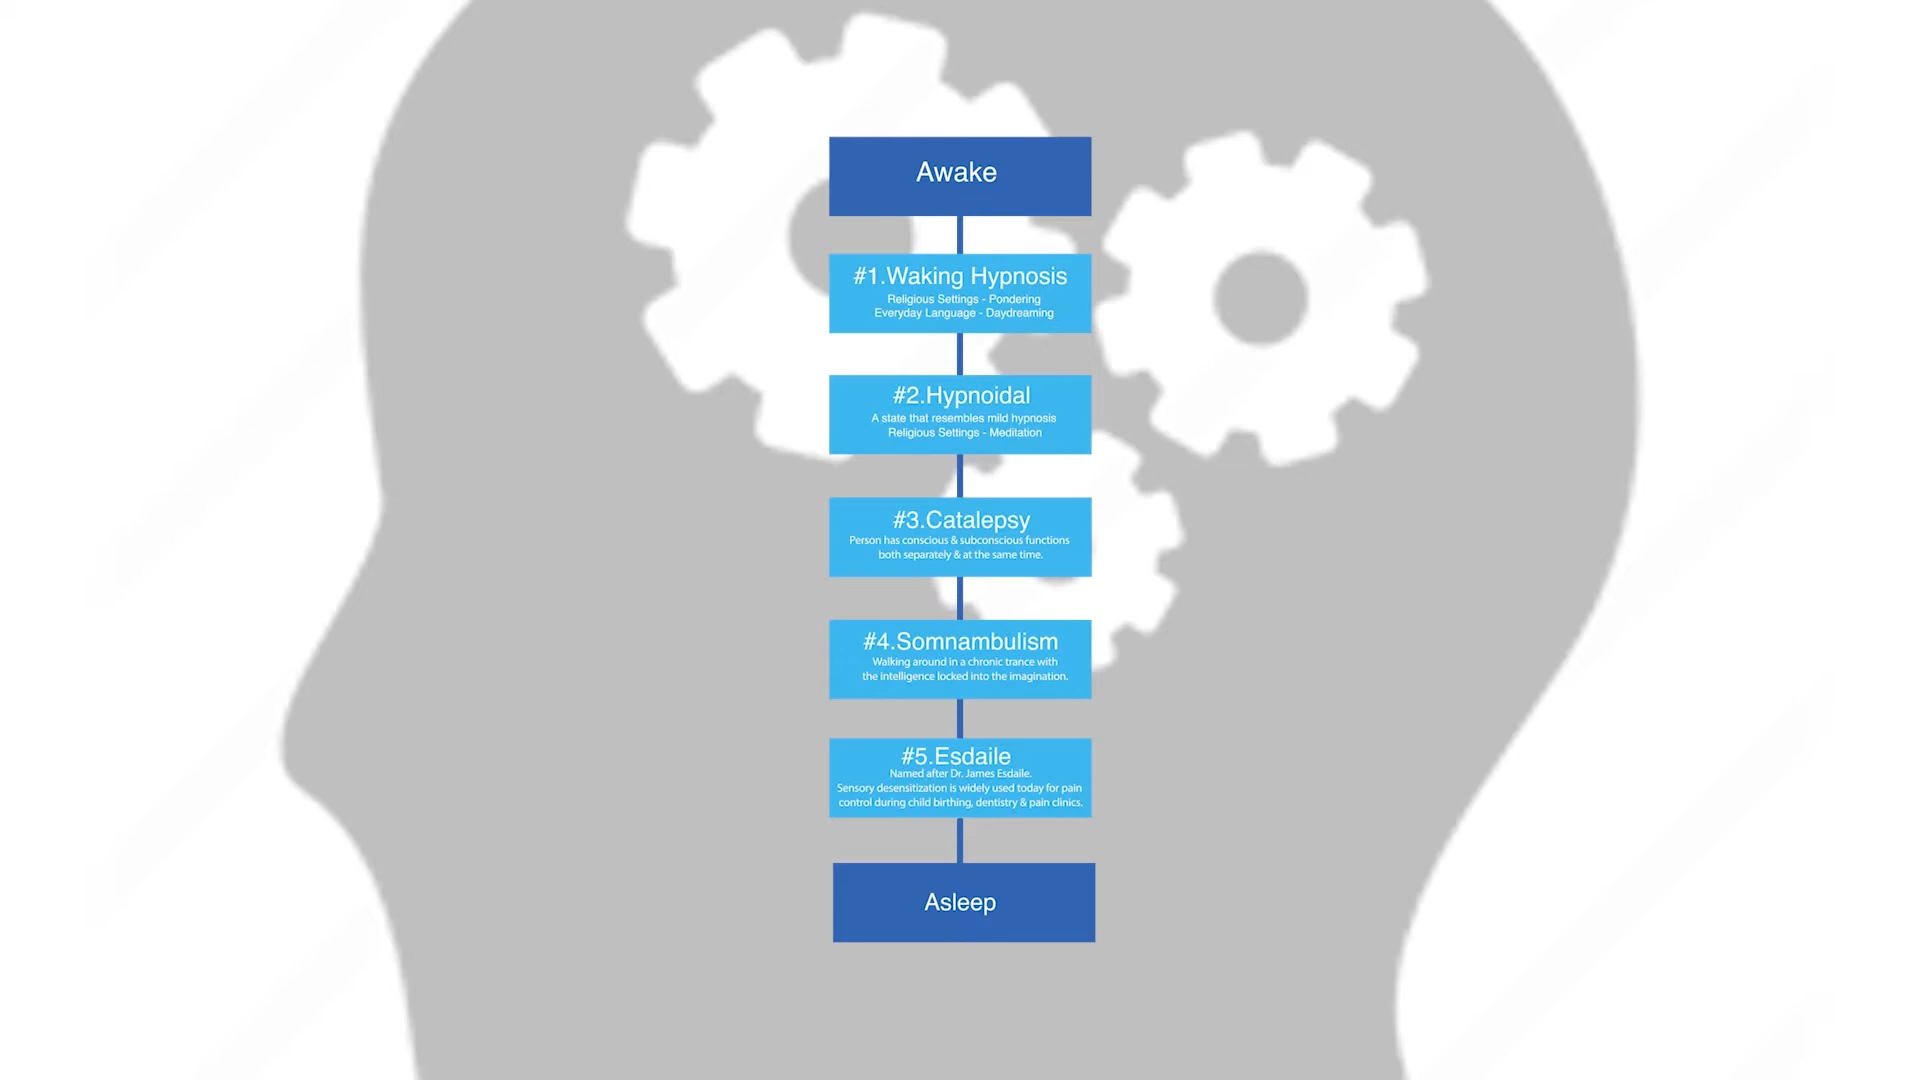 Awake
#1.Waking Hypnosis
Religious Settings - Pondering
Everyday Language - Daydreaming
#2.Hypnoidal
A state that resembles mild hypnosis
Religious Settings - Meditation
#3.Catalepsy
Person has conscious & subconscious functions
both separately & at the same time.
#4.Somnambulism
Walking around in a chronic trance with
the intelligence locked into the imagination.
#5.Esdaile
Named after Dr. James Esdaile.
Sensory desensitization is widely used today for pain
control during child birthing, dentistry & pain clinics.
Asleep